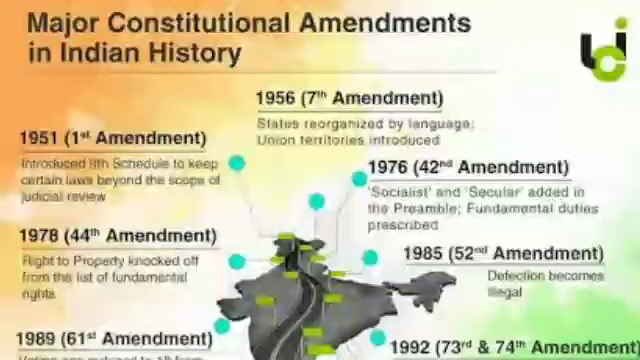 Major Constitutional Amendments
in Indian History
1956 (7th Amendment)
States reorganized by language;
Union territories introduced
1951 (1st Amendment)
Introduced 9th Schedule to keep
certain laws beyond the scope of
judicial review
1976 (42nd Amendment)
'Socialist' and 'Secular' added in
the Preamble; Fundamental duties
prescribed
1978 (44th Amendment)
Right to Property knocked off
from the list of fundamental
rights
1985 (52nd Amendment)
Defection becomes
illegal
1989 (61st Amendment)
1992 (73rd & 74th Amendment)